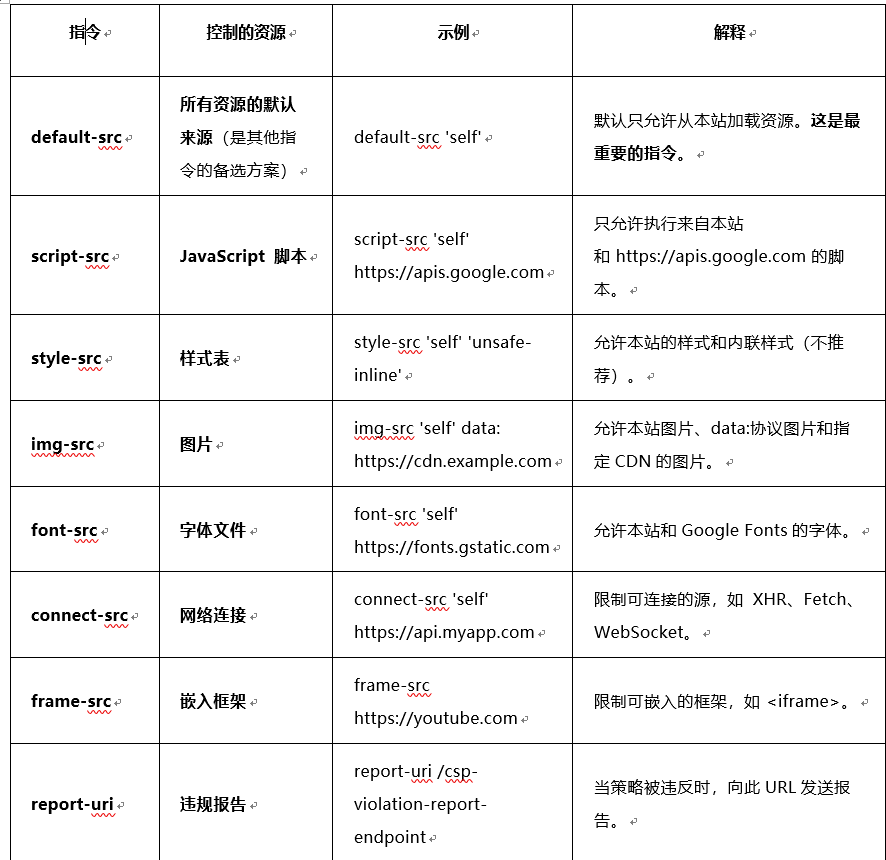 指令
控制的资源
示例
解释
default-src
所有资源的默认
来源（是其他指
令的备选方案）
default-src 'self'
默认只允许从本站加载资源。这是最
重要的指令。
script-src
JavaScript 脚本
script-src 'self'
https://apis.google.com
只允许执行来自本站
和 https://apis.google.com 的脚
本。
style-src
样式表
style-src 'self' 'unsafe-
inline'
允许本站的样式和内联样式（不推
荐）。
img-src
图片
img-src 'self' data:
https://cdn.example.com
允许本站图片、data:协议图片和指
定 CDN 的图片。
font-src
字体文件
font-src 'self'
https://fonts.gstatic.com
允许本站和 Google Fonts 的字体。
connect-src
网络连接
connect-src 'self'
https://api.myapp.com
限制可连接的源，如 XHR、Fetch、
WebSocket。
frame-src
嵌入框架
frame-src
https://youtube.com
限制可嵌入的框架，如 <iframe>。
report-uri
违规报告
report-uri /csp-
violation-report-
endpoint
当策略被违反时，向此 URL 发送报
告。